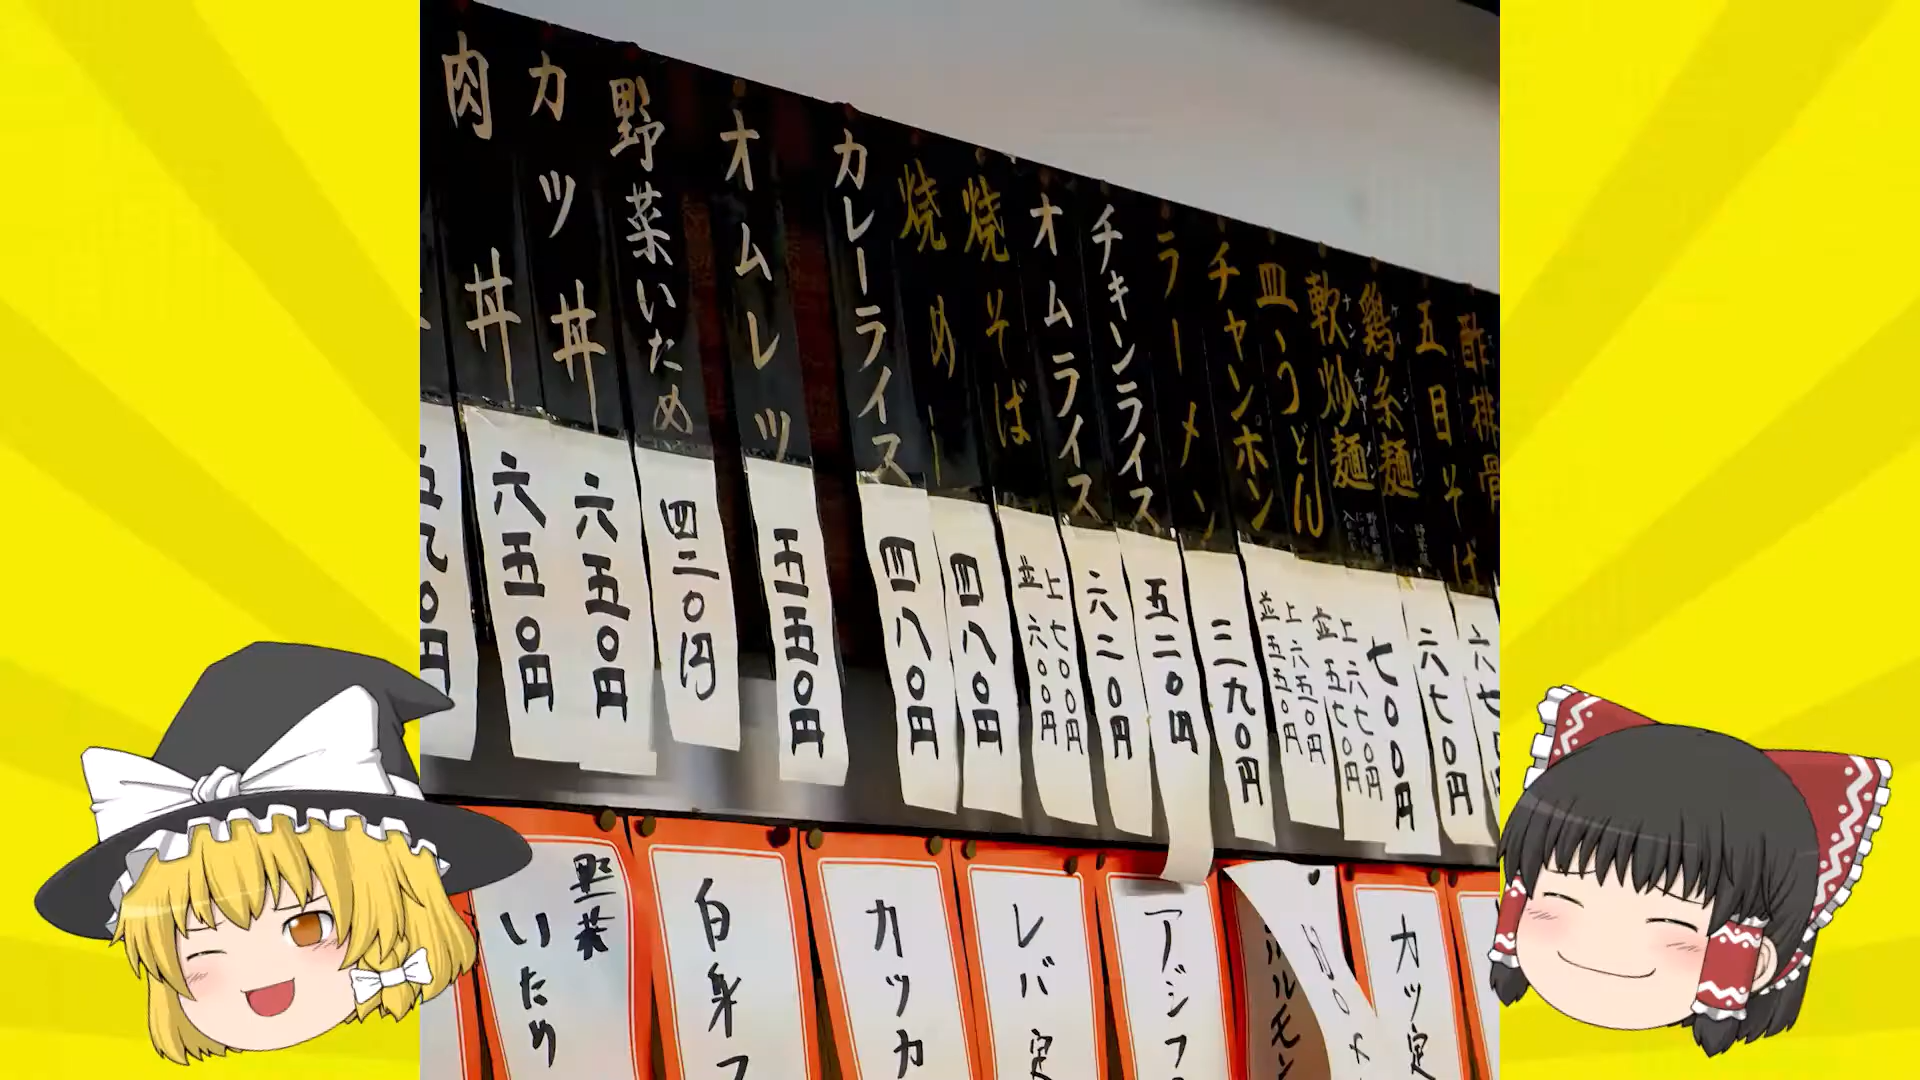 酢排骨
五目そば
鶏糸麺
軟炒麺
皿うどん
チャンポン
ラーメン
チキンライス
オムライス
焼そば
焼めー
カレーライス
オムレツ
野菜いため
カツ丼
肉丼
六七〇円
七〇〇円
上六七〇円
並五七〇円
上六五〇円
並五五〇円
三九〇円
五二〇円
六二〇円
上七〇〇円
並六〇〇円
四八〇円
四八〇円
五五〇円
四二〇円
六五〇円
六五〇円
五九〇円
カツ定
ホルモン
アジフ
レバ定
カツカ
白身フ
野菜
いため